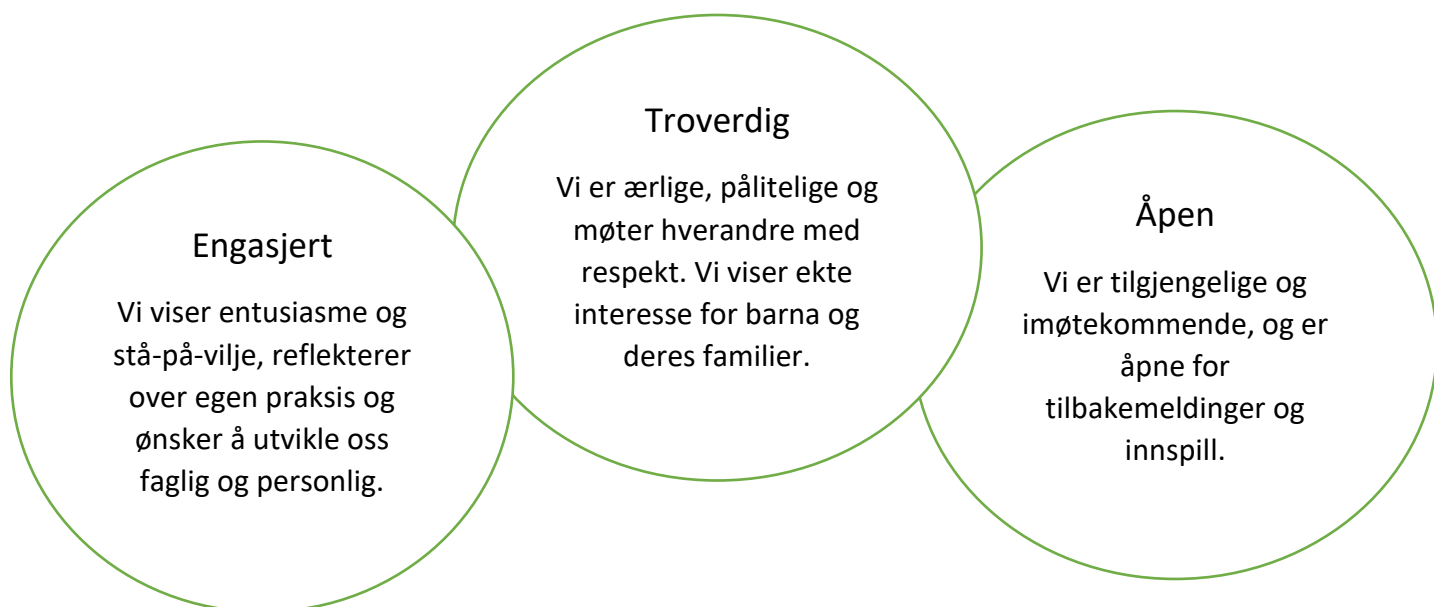 Engasjert
Vi viser entusiasme og
stå-på-vilje, reflekterer
over egen praksis og
ønsker å utvikle oss
faglig og personlig.
Troverdig
Vi er ærlige, pålitelige og
møter hverandre med
respekt. Vi viser ekte
interesse for barna og
deres familier.
Åpen
Vi er tilgjengelige og
imøtekommende, og er
åpne for
tilbakemeldinger og
innspill.